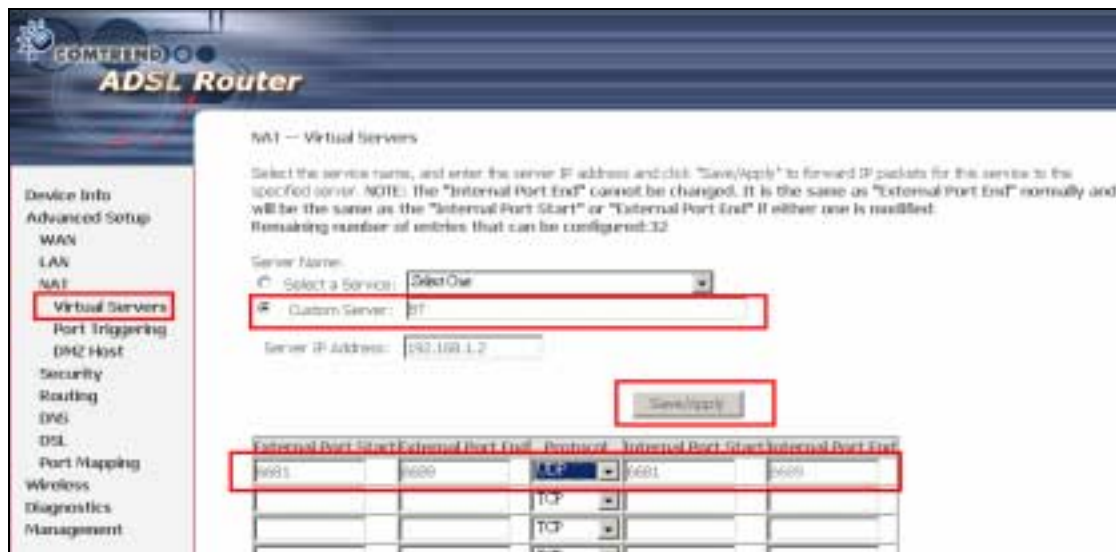 COMTREND
ADSL Router
Device Info
Advanced Setup
WAN
LAN
NAT
Virtual Servers
Port Triggering
DMZ Host
Security
Routing
DNS
DSL
Port Mapping
Wireless
Diagnostics
Management
NAT -- Virtual Servers
Select the service name, and enter the server IP address and click "Save/Apply" to forward IP packets for this service to the
specified server. NOTE: The "Internal Port End" cannot be changed. It is the same as "External Port End" normally and
will be the same as the "Internal Port Start" or "External Port End" if either one is modified.
Remaining number of entries that can be configured:32
Server Name:
Select a Service: Select One
Custom Server: BT
Server IP Address: 192.168.1.2
Save/Apply
External Port Start External Port End Protocol Internal Port Start Internal Port End
6681 UDP 6681
TCP
TCP